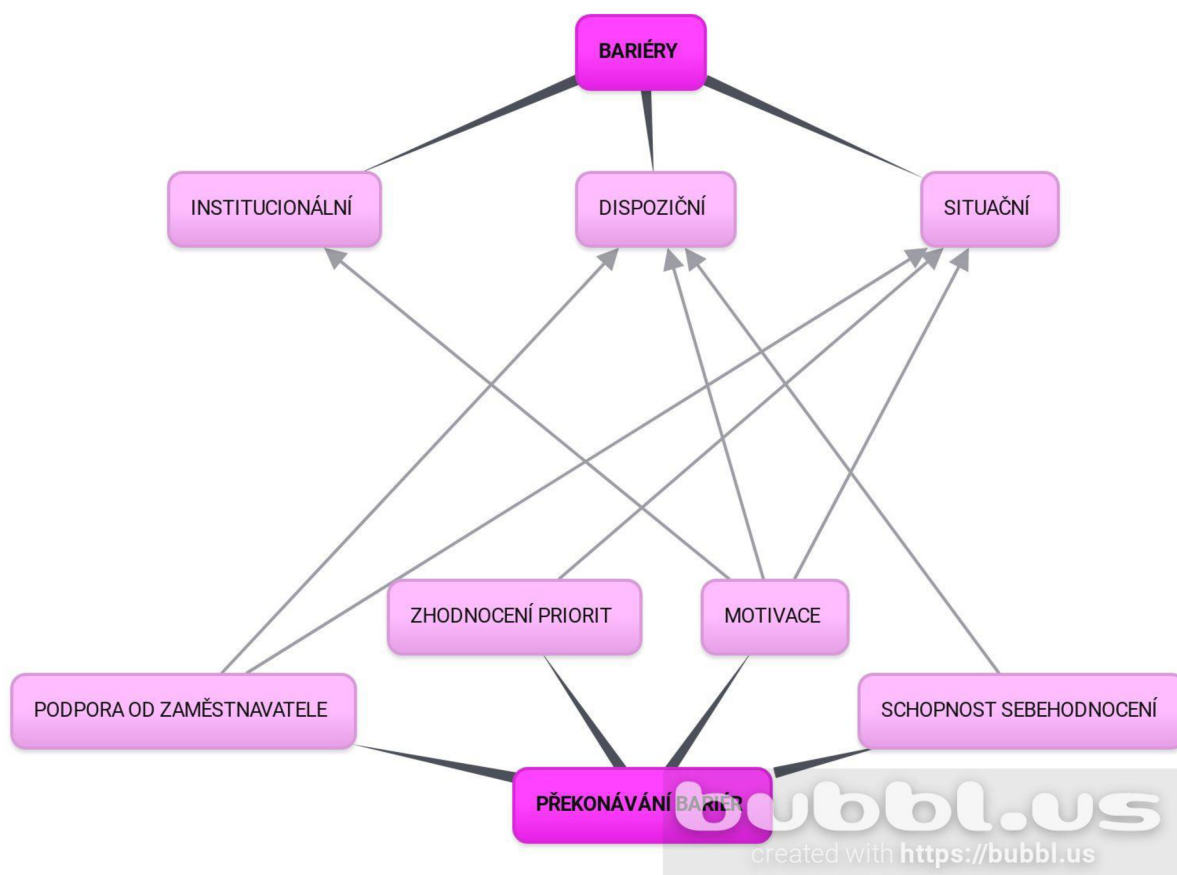 BARIÉRY
INSTITUCIONÁLNÍ
DISPOZIČNÍ
SITUAČNÍ
ZHODNOCENÍ PRIORIT
MOTIVACE
PODPORA OD ZAMĚSTNAVATELE
SCHOPNOST SEBEHODNOCENÍ
PŘEKONÁVÁNÍ BARIÉR
bubbl.us
created with https://bubbl.us